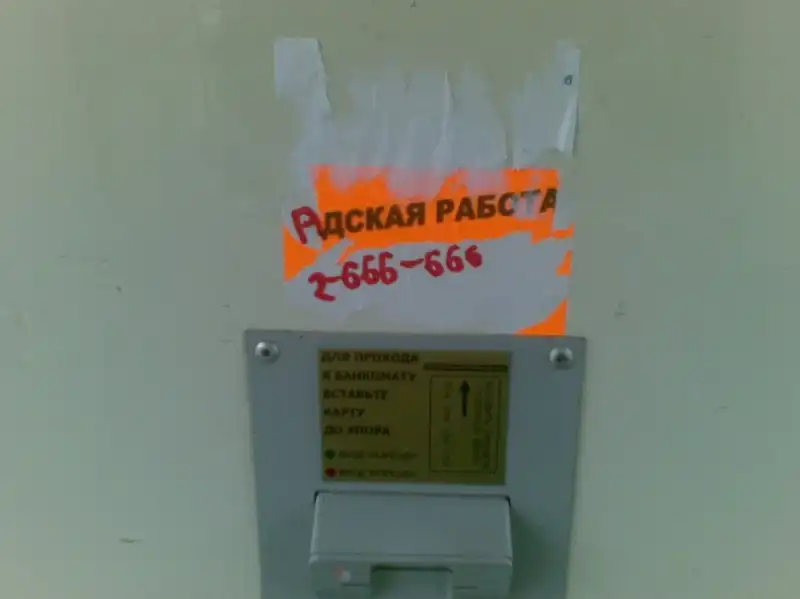 АДСКАЯ РАБОТА
2-666-666
ДЛЯ ПРОХОДА
К БАНКОМАТУ
ВСТАВЬТЕ
КАРТУ
ДО УПОРА